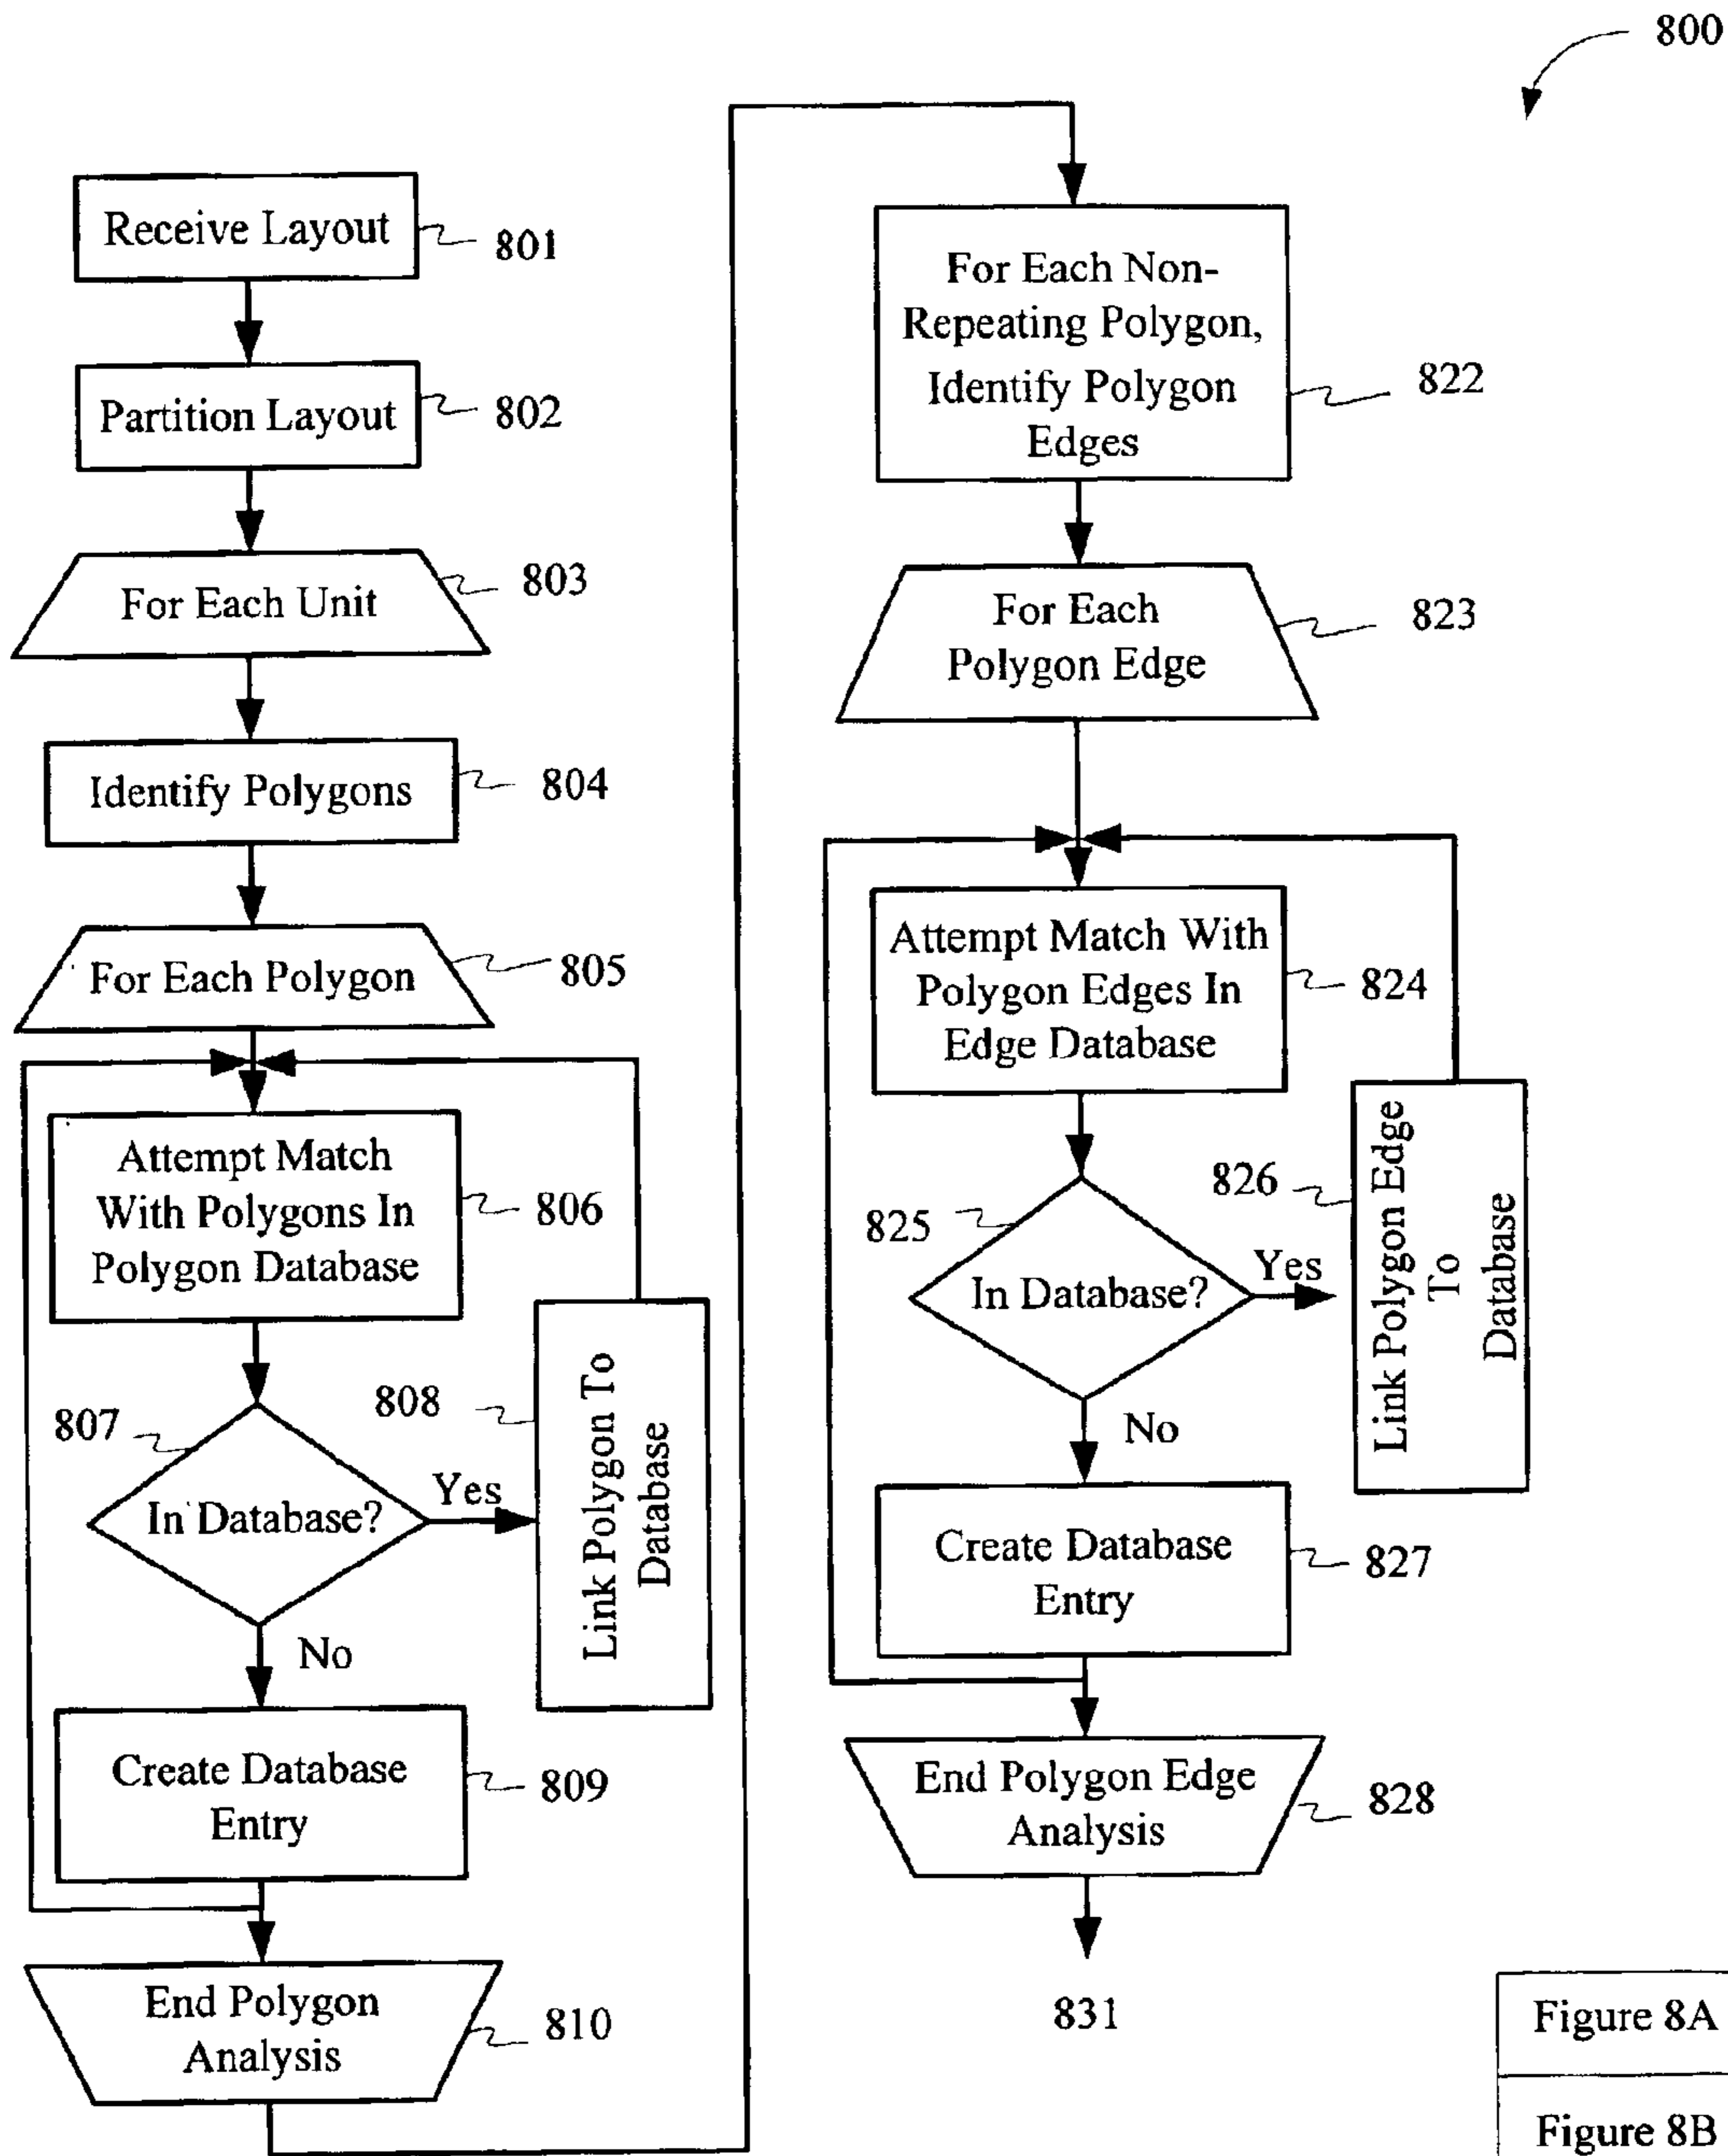 800
Receive Layout
801
Partition Layout
802
For Each Unit
803
Identify Polygons
804
For Each Polygon
805
Attempt Match
With Polygons In
Polygon Database
806
807
In Database?
Yes
808
Link Polygon To
Database
No
Create Database
Entry
809
End Polygon
Analysis
810
For Each Non-
Repeating Polygon,
Identify Polygon
Edges
822
For Each
Polygon Edge
823
Attempt Match With
Polygon Edges In
Edge Database
824
825
In Database?
Yes
826
Link Polygon Edge
To
Database
No
Create Database
Entry
827
End Polygon Edge
Analysis
828
831
Figure 8A
Figure 8B